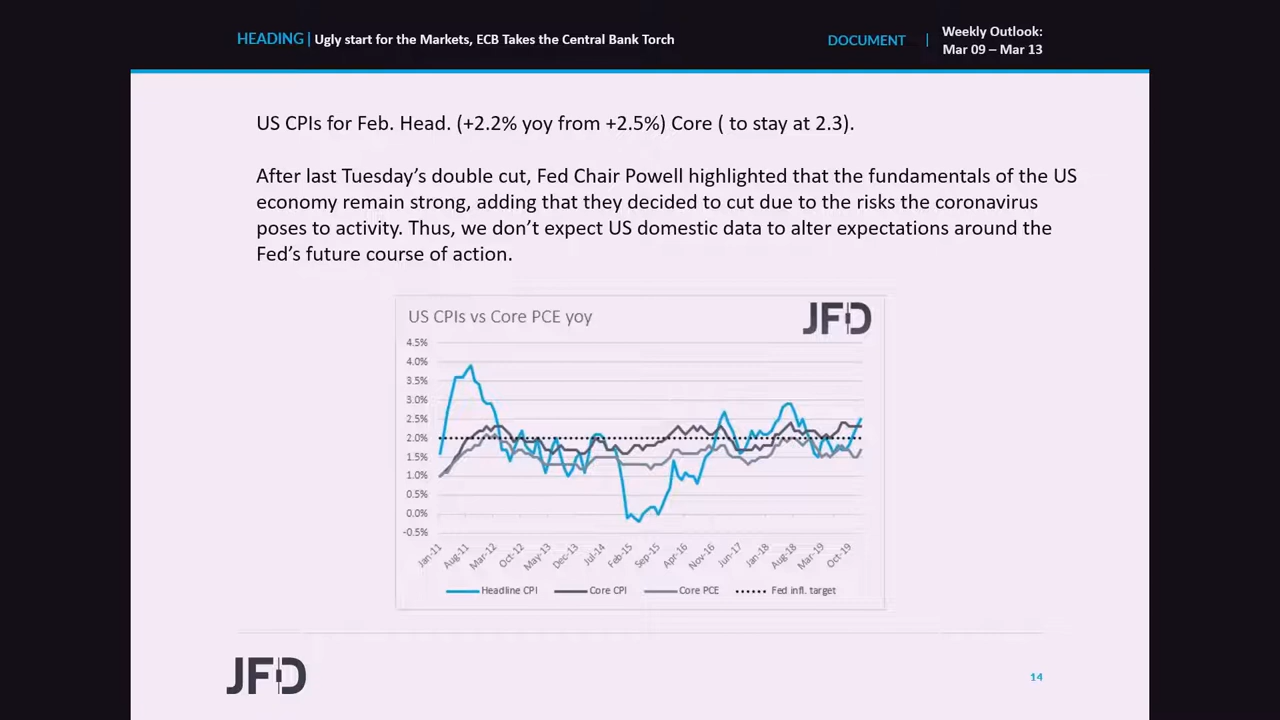 HEADING | Ugly start for the Markets, ECB Takes the Central Bank Torch
DOCUMENT |
Weekly Outlook:
Mar 09 – Mar 13
US CPIs for Feb. Head. (+2.2% yoy from +2.5%) Core ( to stay at 2.3).
After last Tuesday’s double cut, Fed Chair Powell highlighted that the fundamentals of the US
economy remain strong, adding that they decided to cut due to the risks the coronavirus
poses to activity. Thus, we don’t expect US domestic data to alter expectations around the
Fed’s future course of action.
US CPIs vs Core PCE yoy
JFD
4.5%
4.0%
3.5%
3.0%
2.5%
2.0%
1.5%
1.0%
0.5%
0.0%
-0.5%
Jan-11 Aug-11 Mar-12 Oct-12 May-13 Dec-13 Jul-14 Feb-15 Sep-15 Apr-16 Nov-16 Jun-17 Jan-18 Aug-18 Mar-19 Oct-19
Headline CPI Core CPI Core PCE Fed infl. target
JFD
14